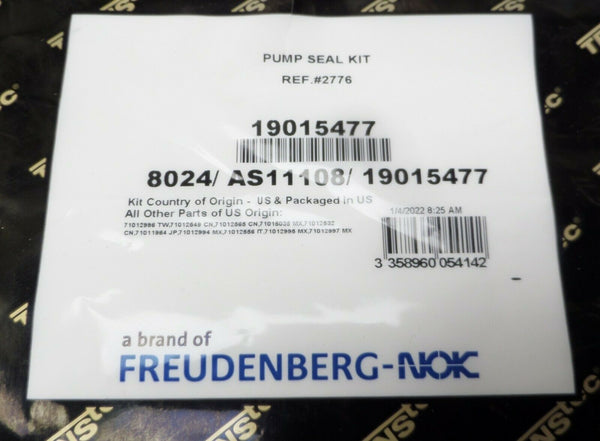 PUMP SEAL KIT
REF.#2776
19015477
8024/ AS11108/ 19015477
Kit Country of Origin - US & Packaged In US
All Other Parts of US Origin:
1/4/2022 8:25 AM
3 358960 054142
a brand of
FREUDENBERG-NOK